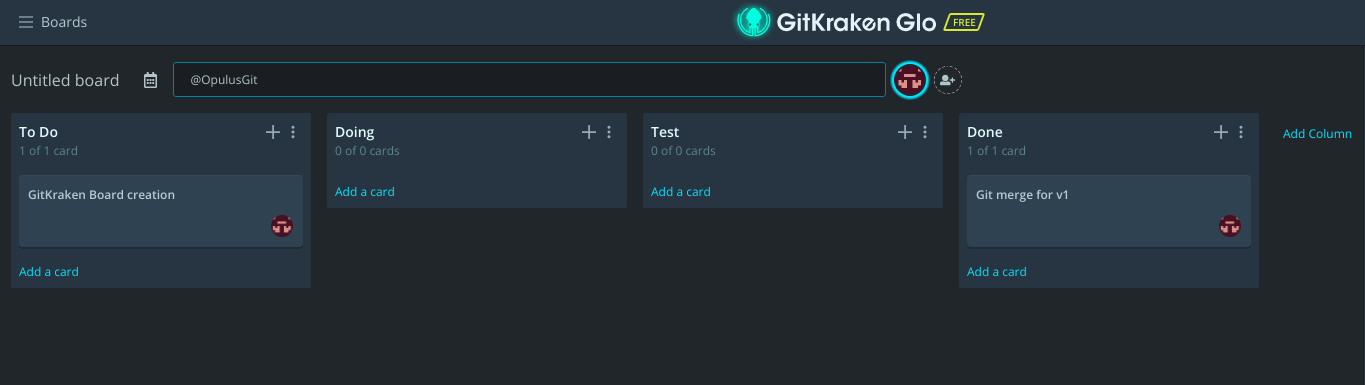 Boards
GitKraken Glo FREE
Untitled board
@OpulusGit
To Do
1 of 1 card
GitKraken Board creation
Add a card
Doing
0 of 0 cards
Add a card
Test
0 of 0 cards
Add a card
Done
1 of 1 card
Git merge for v1
Add a card
Add Column